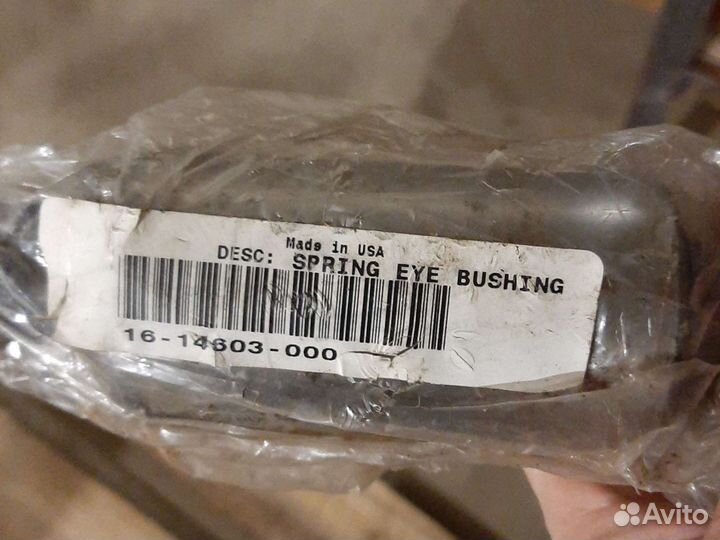 Made in USA
DESC: SPRING EYE BUSHING
16-14603-000
Avito